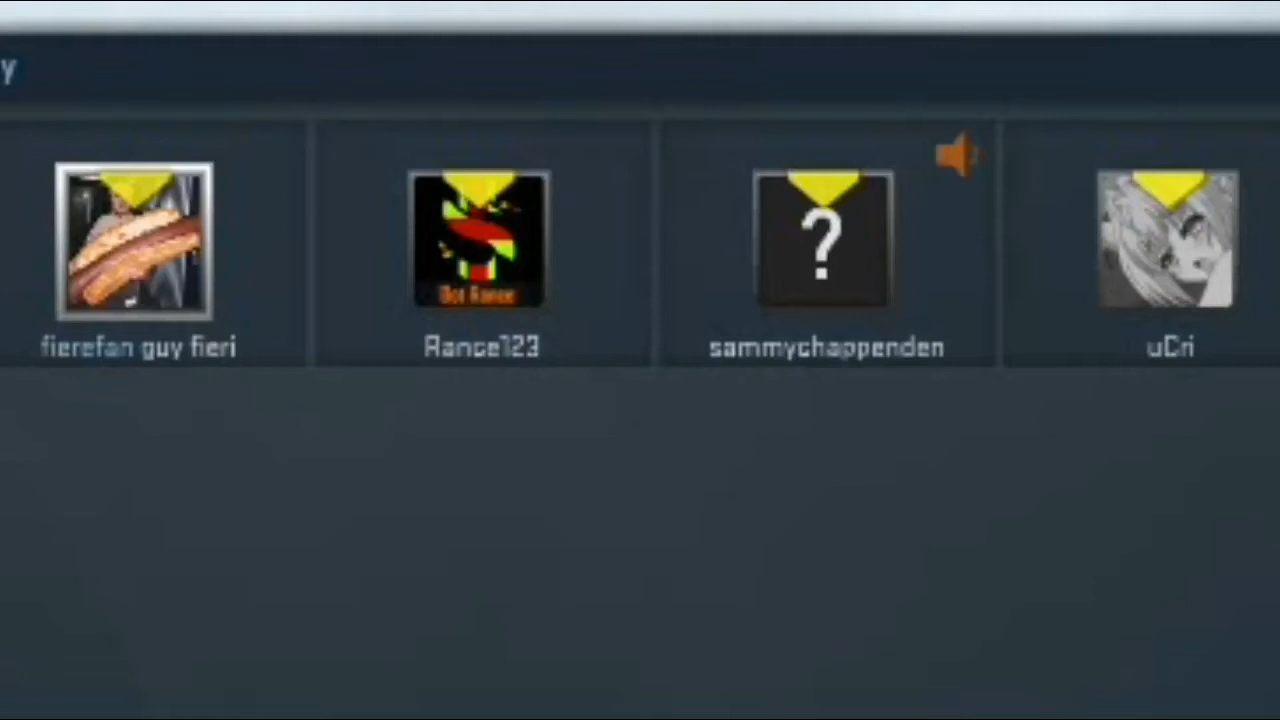 y
fierefan guy fieri
Rance123
sammychappenden
uCri
?